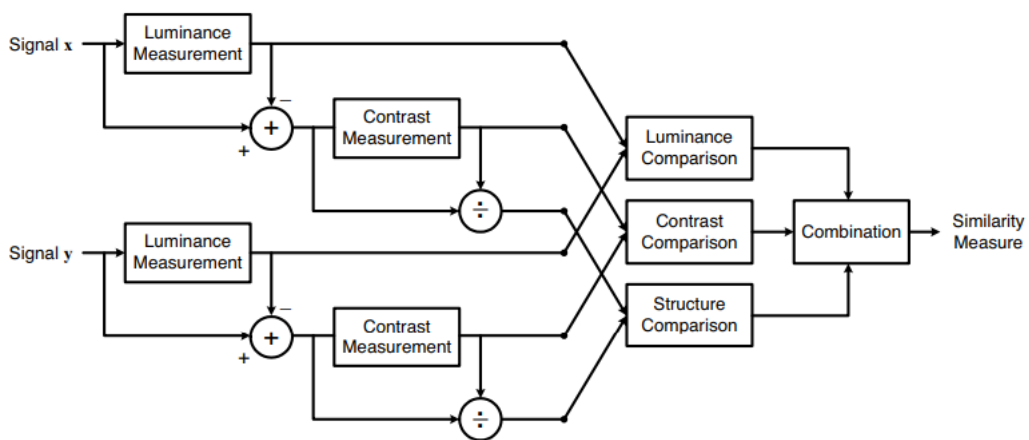 Signal x
Luminance
Measurement
−
+
+
Contrast
Measurement
÷
Luminance
Comparison
Signal y
Luminance
Measurement
−
+
+
Contrast
Measurement
÷
Contrast
Comparison
Structure
Comparison
Combination
Similarity
Measure